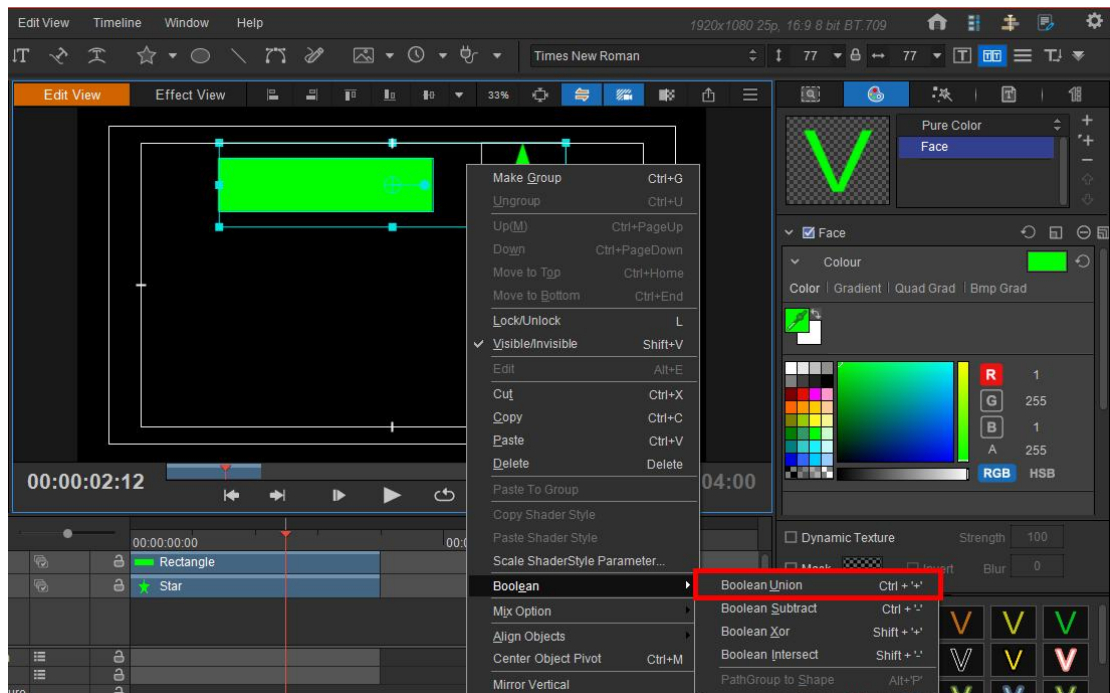 Edit View Timeline Window Help 1920x1080 25p, 16:9 8 bit BT.709
Times New Roman 77 77
Edit View Effect View 33%
Pure Color
Face
Make Group Ctrl+G
Ungroup Ctrl+U
Up(M) Ctrl+PageUp
Down Ctrl+PageDown
Move to Top Ctrl+Home
Move to Bottom Ctrl+End
Lock/Unlock L
Visible/Invisible Shift+V
Edit Alt+E
Cut Ctrl+X
Copy Ctrl+C
Paste Ctrl+V
Delete Delete
Paste To Group
Copy Shader Style
Paste Shader Style
Scale ShaderStyle Parameter...
Boolean
Mix Option
Align Objects
Center Object Pivot Ctrl+M
Mirror Vertical
Boolean Union Ctrl + '+'
Boolean Subtract Ctrl + '-'
Boolean Xor Shift + '+'
Boolean Intersect Shift + '-'
PathGroup to Shape Alt+'P'
Face
Colour
Color Gradient Quad Grad Bmp Grad
R 1
G 255
B 1
A 255
RGB HSB
Dynamic Texture Strength 100
Mask Invert Blur 0
00:00:02:12
04:00
00:00:00:00
Rectangle
Star